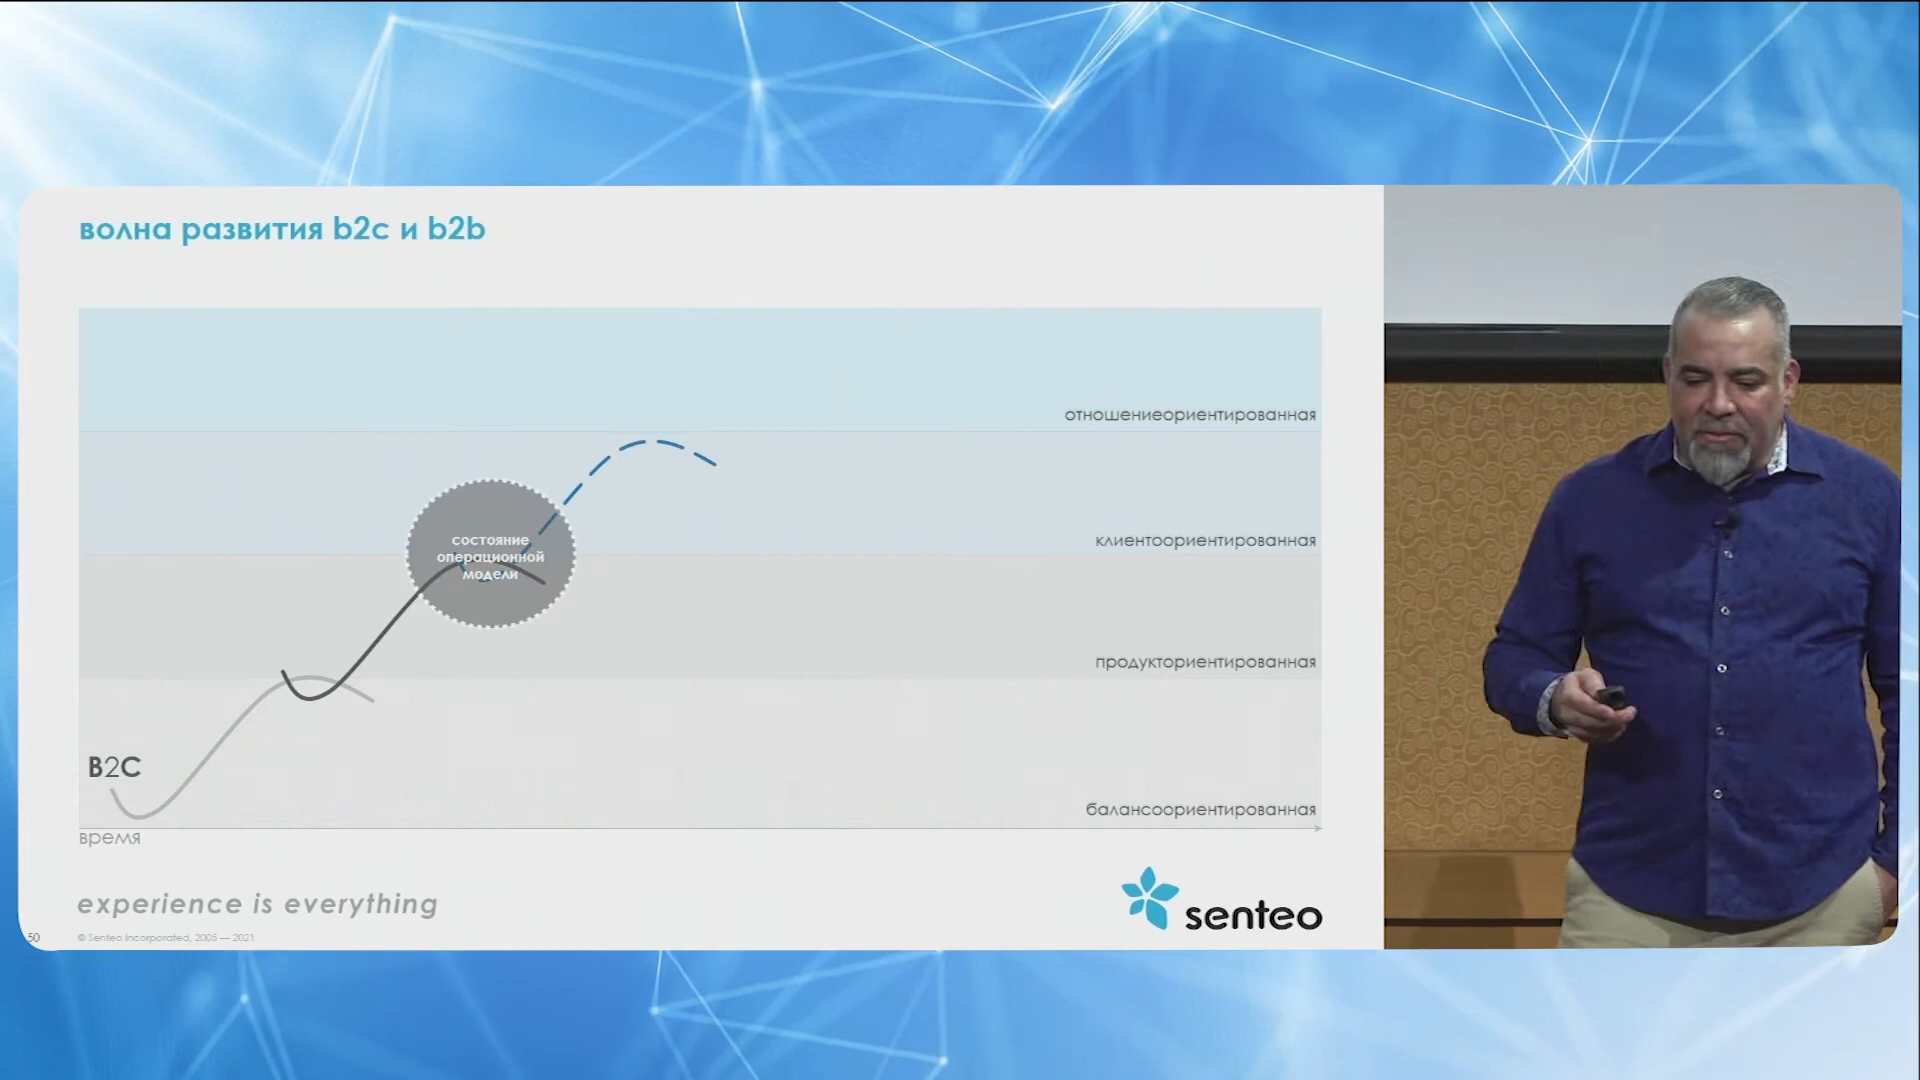 волна развития b2c и b2b
отношениеориентированная
клиентоориентированная
состояние
операционной
модели
продукториентированная
B2C
балансоориентированная
время
experience is everything
senteo
50
© Senteo Incorporated, 2005 — 2021